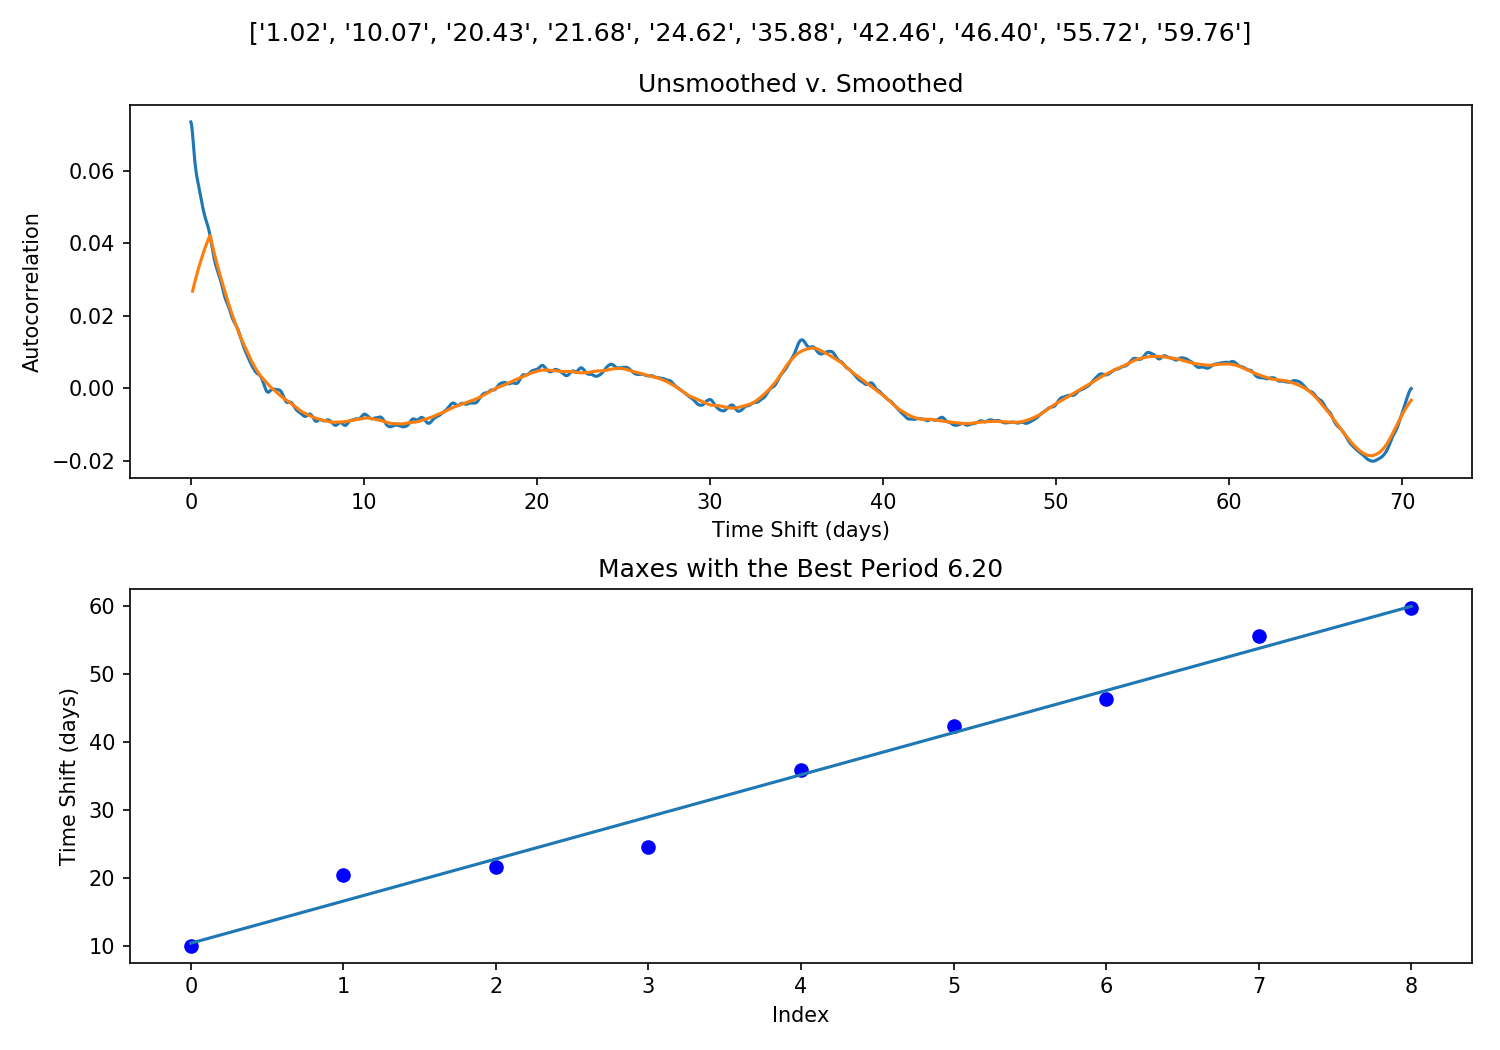 ['1.02', '10.07', '20.43', '21.68', '24.62', '35.88', '42.46', '46.40', '55.72', '59.76']
Unsmoothed v. Smoothed
Autocorrelation
0.06
0.04
0.02
0.00
−0.02
0 10 20 30 40 50 60 70
Time Shift (days)
Maxes with the Best Period 6.20
Time Shift (days)
60
50
40
30
20
10
0 1 2 3 4 5 6 7 8
Index